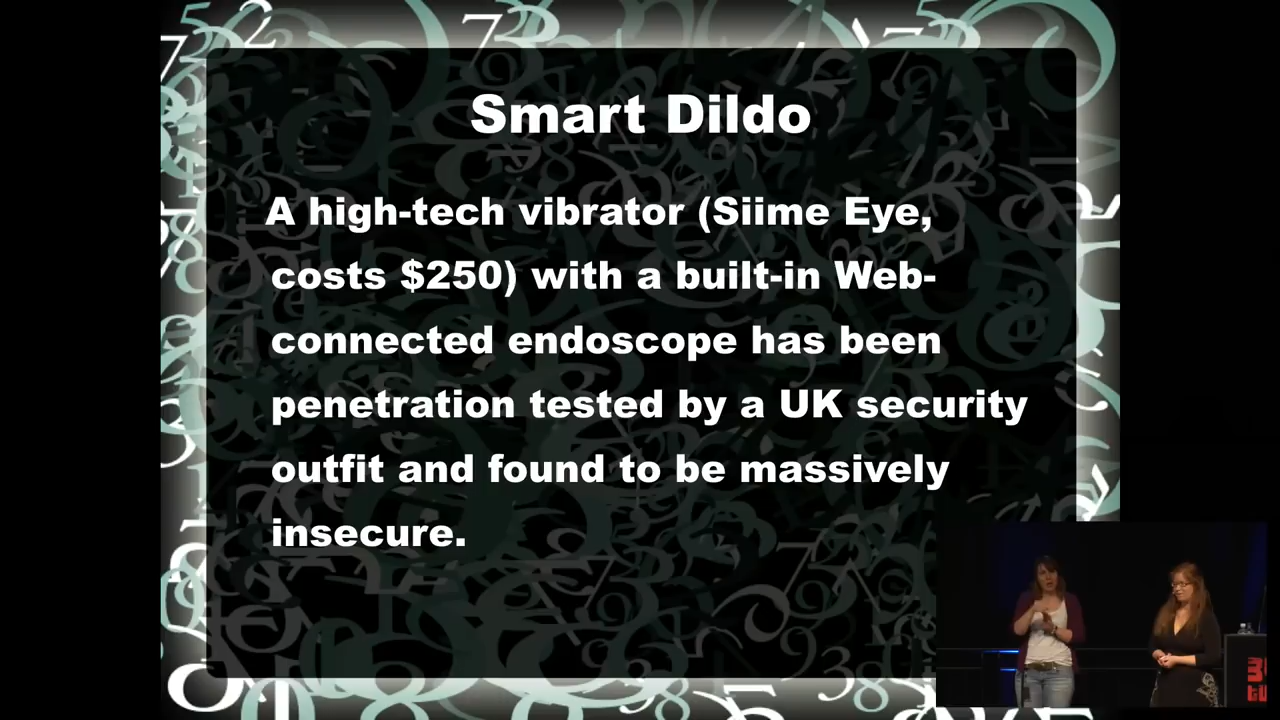 Smart Dildo
A high-tech vibrator (Siime Eye,
costs $250) with a built-in Web-
connected endoscope has been
penetration tested by a UK security
outfit and found to be massively
insecure.